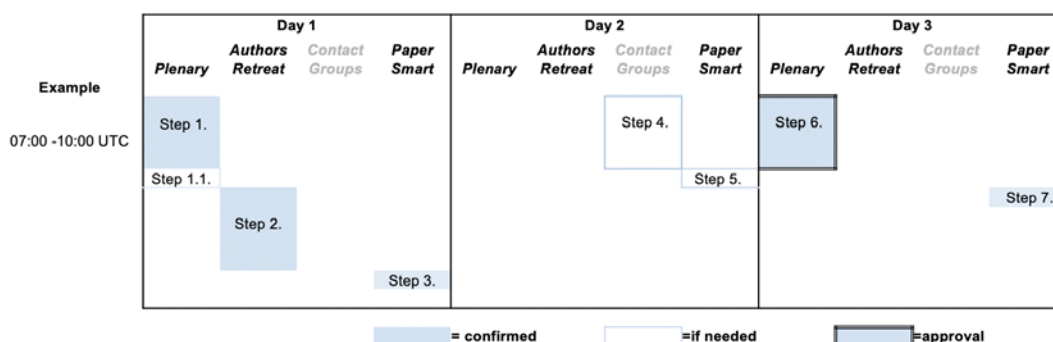 Day 1 Day 2 Day 3
Authors Contact Paper Authors Contact Paper Authors Contact Paper
Plenary Retreat Groups Smart Plenary Retreat Groups Smart Plenary Retreat Groups Smart
Example
Step 1. Step 4. Step 6.
07:00 -10:00 UTC
Step 1.1. Step 5.
Step 7.
Step 2.
Step 3.
= confirmed =if needed =approval